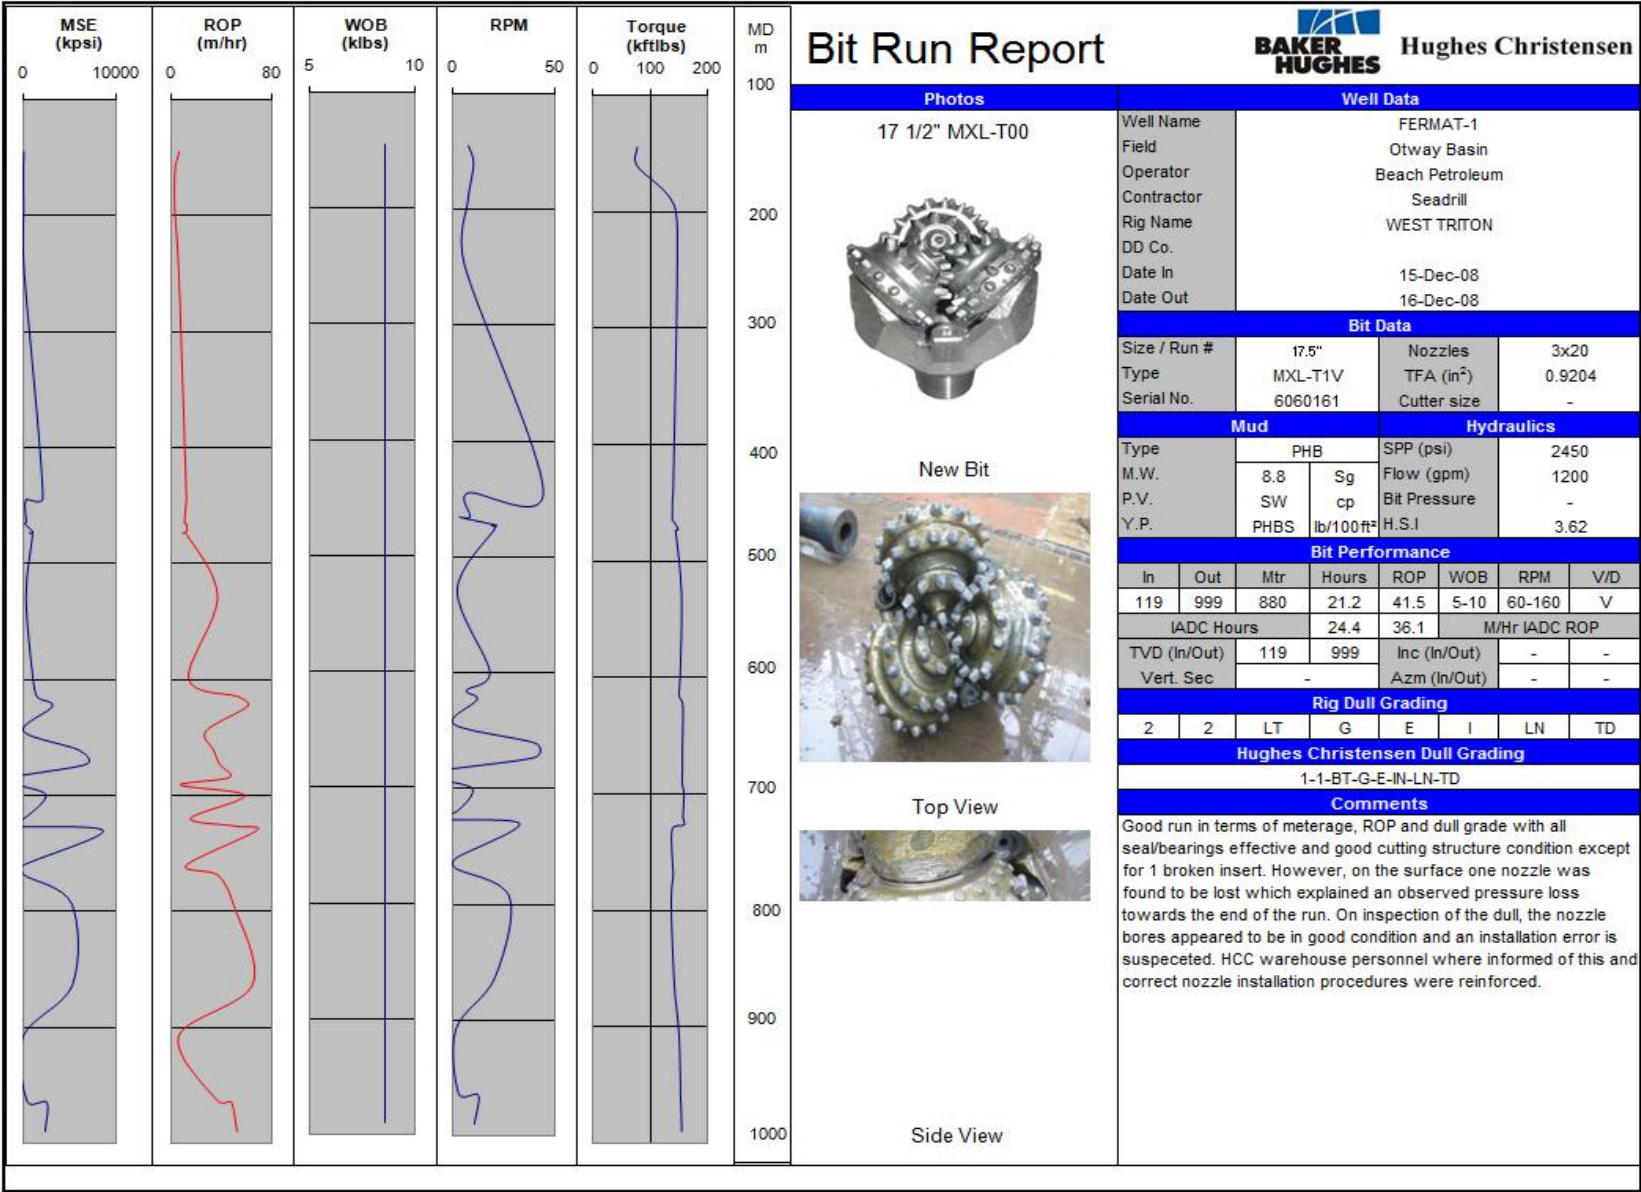 MSE (kpsi)
0 10000
ROP (m/hr)
0 80
WOB (klbs)
5 10
RPM
0 50
Torque (kftlbs)
0 100 200
MD m
100
200
300
400
500
600
700
800
900
1000
Bit Run Report
BAKER HUGHES
Hughes Christensen
Photos
17 1/2" MXL-T00
New Bit
Top View
Side View
Well Data
Well Name FERMAT-1
Field Otway Basin
Operator Beach Petroleum
Contractor Seadrill
Rig Name WEST TRITON
DD Co.
Date In 15-Dec-08
Date Out 16-Dec-08
Bit Data
Size / Run # 17.5" Nozzles 3x20
Type MXL-T1V TFA (in²) 0.9204
Serial No. 6060161 Cutter size -
Mud Hydraulics
Type PHB SPP (psi) 2450
M.W. 8.8 Sg Flow (gpm) 1200
P.V. SW cp Bit Pressure -
Y.P. PHBS lb/100ft² H.S.I 3.62
Bit Performance
In Out Mtr Hours ROP WOB RPM V/D
119 999 880 21.2 41.5 5-10 60-160 V
IADC Hours 24.4 36.1 M/Hr IADC ROP
TVD (In/Out) 119 999 Inc (In/Out) - -
Vert. Sec - Azm (In/Out) - -
Rig Dull Grading
2 2 LT G E I LN TD
Hughes Christensen Dull Grading
1-1-BT-G-E-IN-LN-TD
Comments
Good run in terms of meterage, ROP and dull grade with all
seal/bearings effective and good cutting structure condition except
for 1 broken insert. However, on the surface one nozzle was
found to be lost which explained an observed pressure loss
towards the end of the run. On inspection of the dull, the nozzle
bores appeared to be in good condition and an installation error is
suspeceted. HCC warehouse personnel where informed of this and
correct nozzle installation procedures were reinforced.